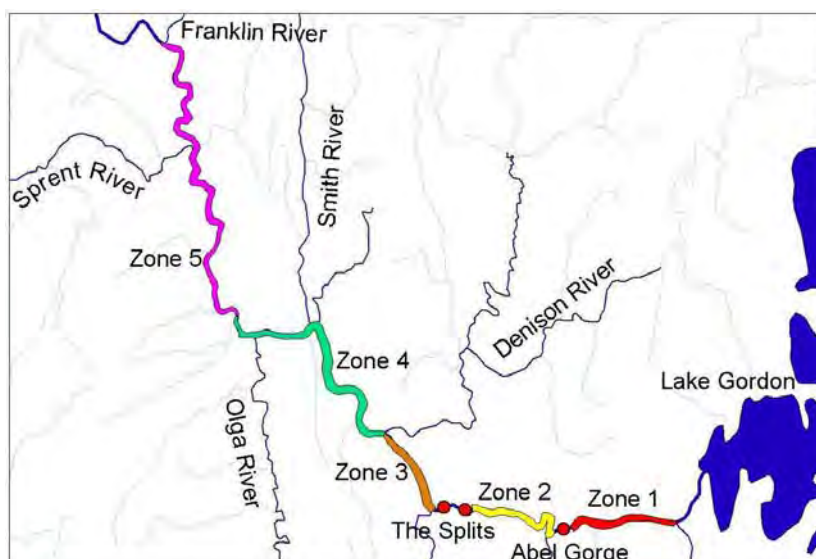 Franklin River
Smith River
Sprent River
Zone 5
Denison River
Zone 4
Lake Gordon
Olga River
Zone 3
Zone 2
Zone 1
The Splits
Abel Gorge